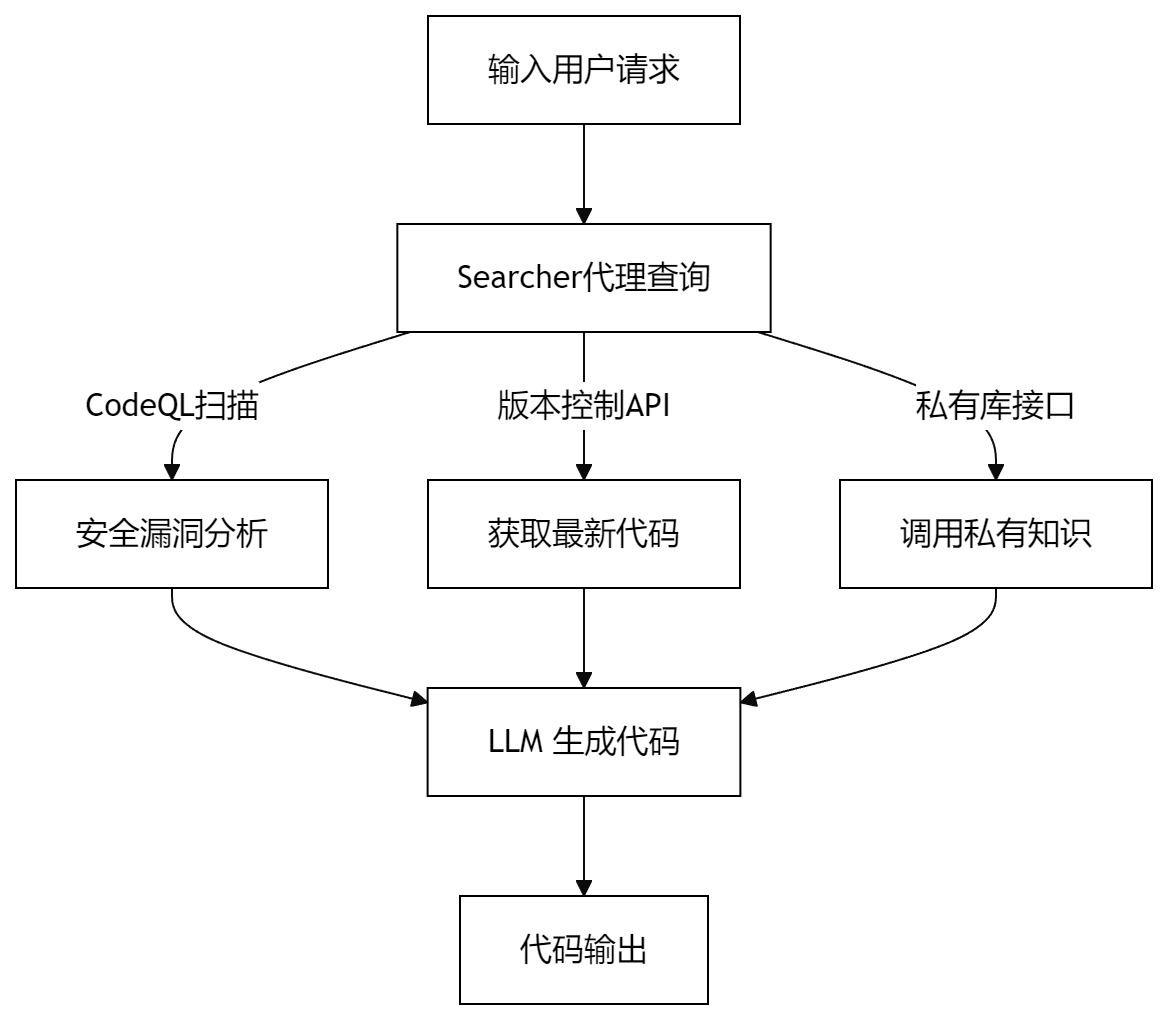 输入用户请求
Searcher代理查询
CodeQL扫描
版本控制API
私有库接口
安全漏洞分析
获取最新代码
调用私有知识
LLM 生成代码
代码输出